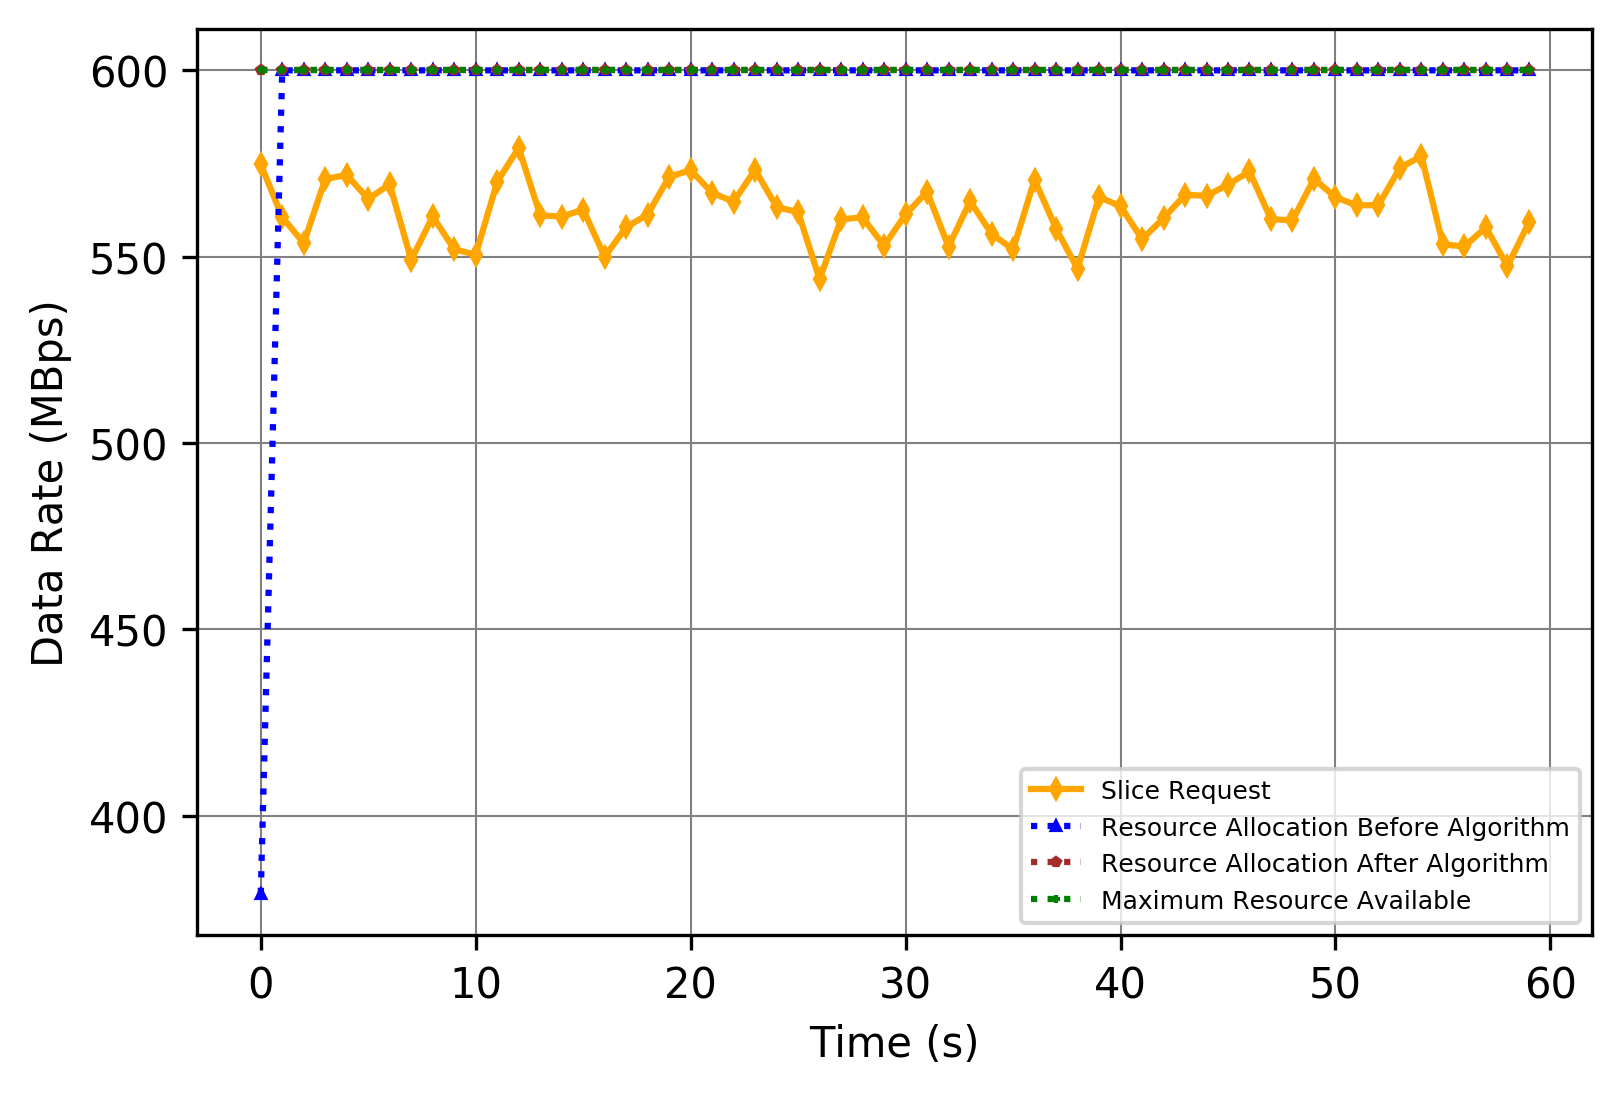 600
550
500
450
400
Data Rate (MBps)
Slice Request
Resource Allocation Before Algorithm
Resource Allocation After Algorithm
Maximum Resource Available
0 10 20 30 40 50 60
Time (s)